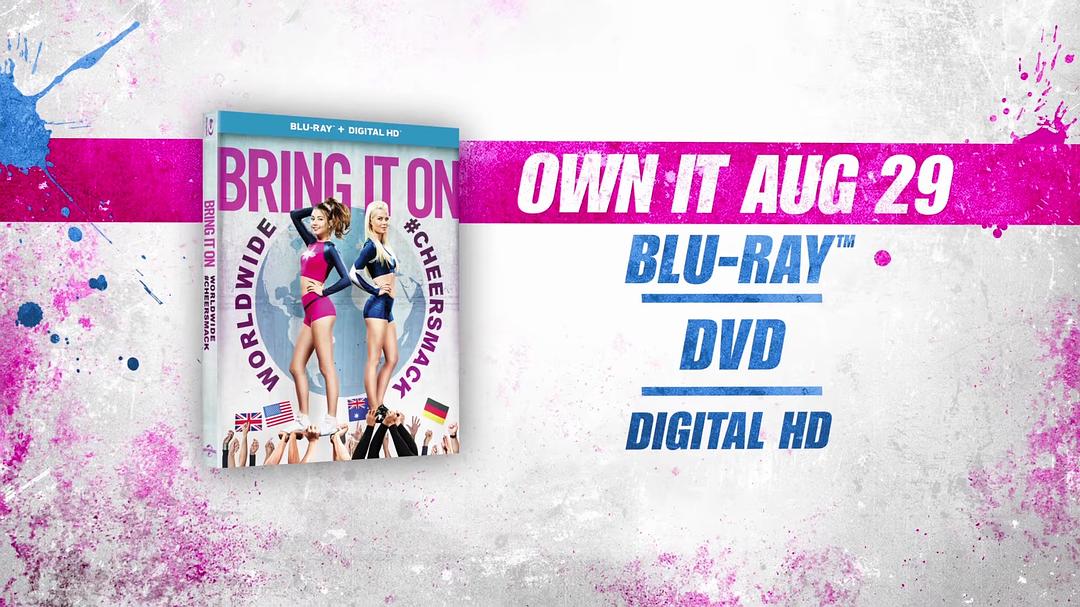 BLU-RAY™ + DIGITAL HD™
BRING IT ON
WORLDWIDE
#CHEERSMACK
BRING IT ON
WORLDWIDE
#CHEERSMACK
OWN IT AUG 29
BLU-RAY™
DVD
DIGITAL HD